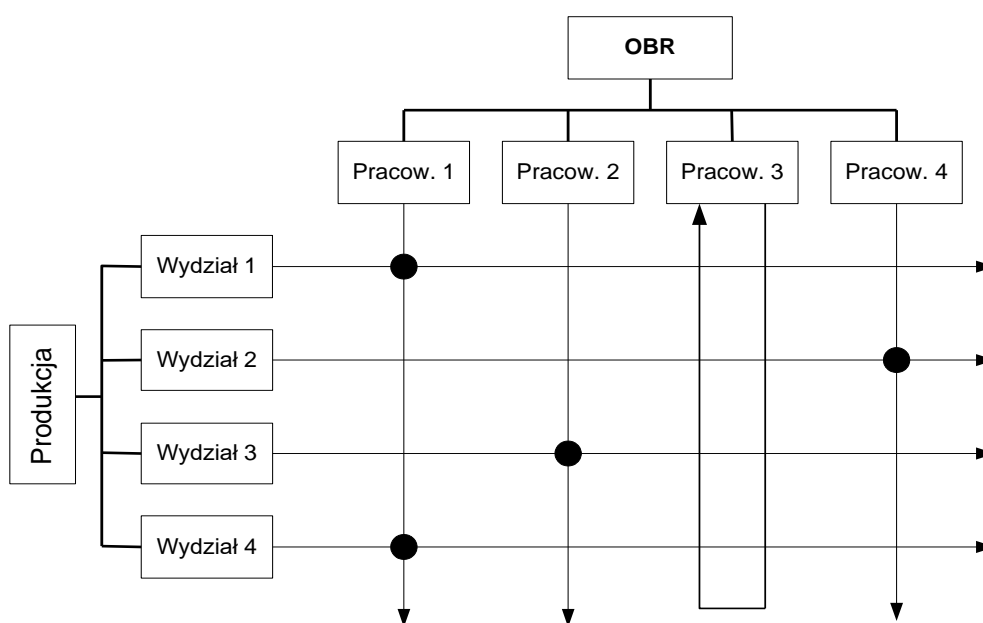 OBR
Pracow. 1
Pracow. 2
Pracow. 3
Pracow. 4
Produkcja
Wydział 1
Wydział 2
Wydział 3
Wydział 4